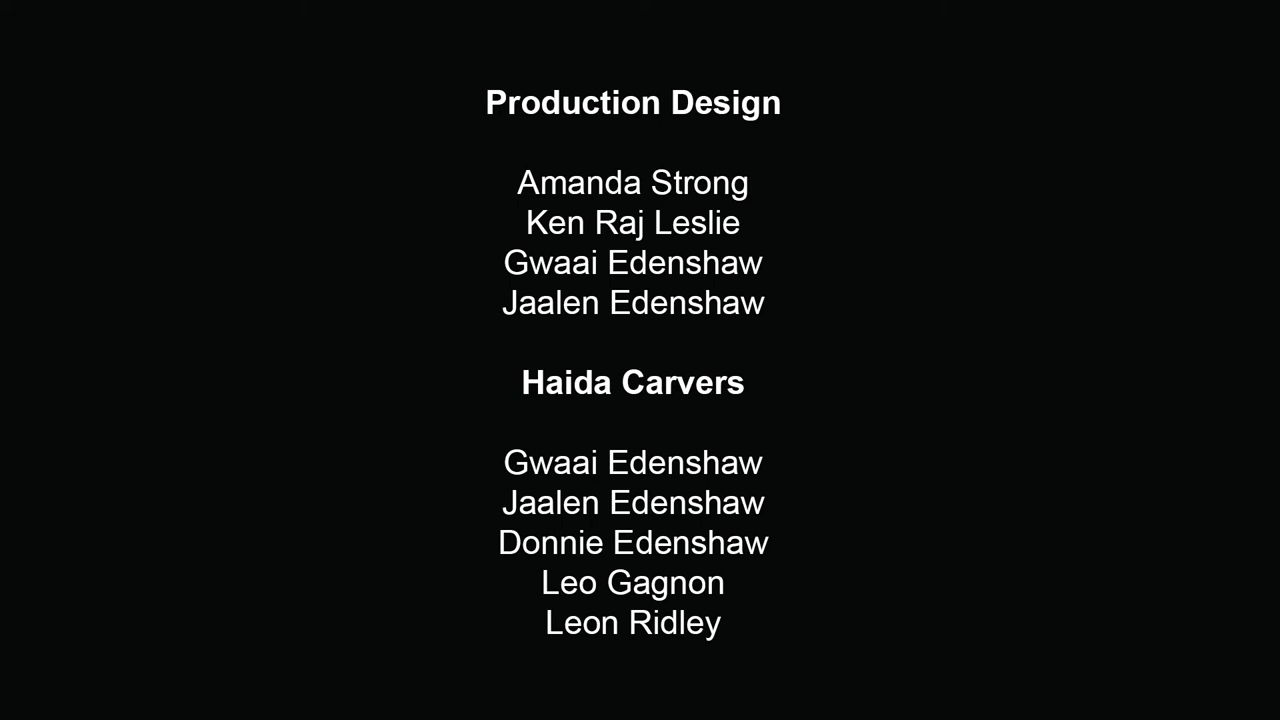 Production Design
Amanda Strong
Ken Raj Leslie
Gwaai Edenshaw
Jaalen Edenshaw
Haida Carvers
Gwaai Edenshaw
Jaalen Edenshaw
Donnie Edenshaw
Leo Gagnon
Leon Ridley